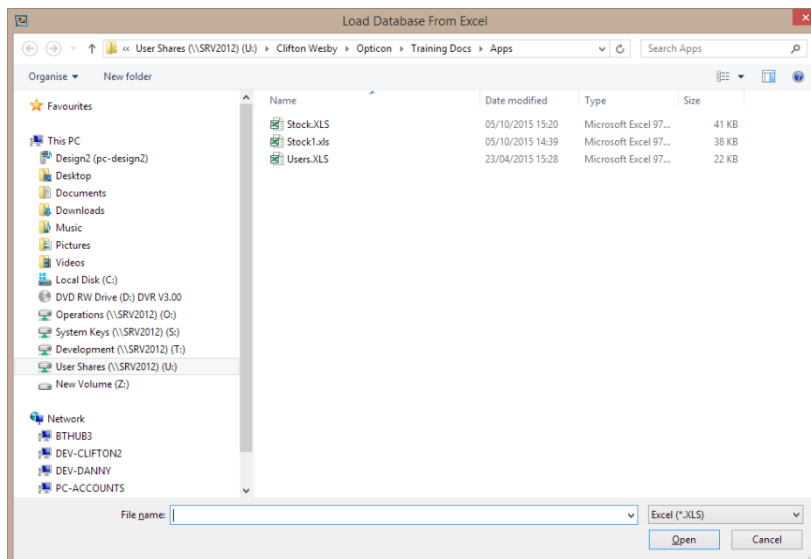 Load Database From Excel
« User Shares (\\SRV2012) (U:) Clifton Wesby Opticon Training Docs Apps
Search Apps
Organise New folder
Favourites
This PC
Design2 (pc-design2)
Desktop
Documents
Downloads
Music
Pictures
Videos
Local Disk (C:)
DVD RW Drive (D:) DVR V3.00
Operations (\\SRV2012) (O:)
System Keys (\\SRV2012) (S:)
Development (\\SRV2012) (T:)
User Shares (\\SRV2012) (U:)
New Volume (Z:)
Network
BTHUB3
DEV-CLIFTON2
DEV-DANNY
PC-ACCOUNTS
Name Date modified Type Size
Stock.XLS 05/10/2015 15:20 Microsoft Excel 97... 41 KB
Stock1.xls 05/10/2015 14:39 Microsoft Excel 97... 38 KB
Users.XLS 23/04/2015 15:28 Microsoft Excel 97... 22 KB
File name:
Excel (*.XLS)
Open Cancel